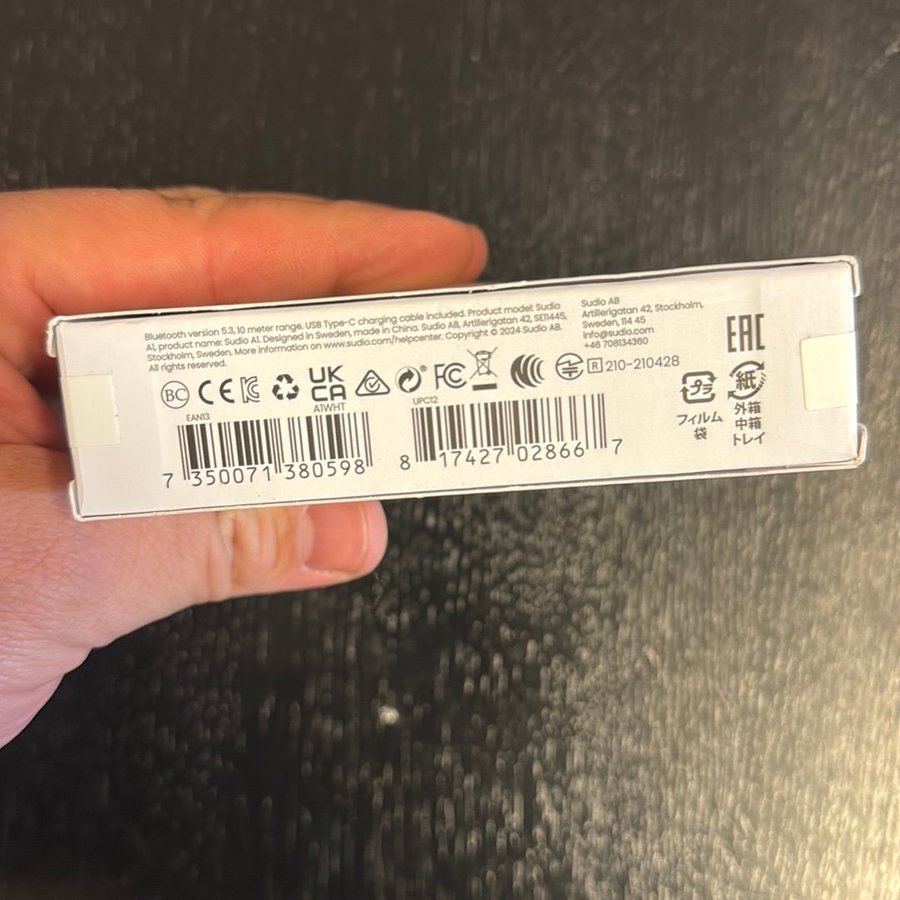 Bluetooth version 5.3, 10 meter range. USB Type-C charging cable included. Product model: Sudio
A1, product name: Sudio A1. Designed in Sweden, made in China. Sudio AB, Artillerigatan 42, SE11445,
Stockholm, Sweden. More information on www.sudio.com/helpcenter. Copyright © 2024 Sudio AB.
All rights reserved.
Sudio AB
Artillerigatan 42, Stockholm,
Sweden, 114 45
info@sudio.com
+46 708134360
EAC
BC CE UK
CA FC R 210-210428
EAN13 A1WHT
7 350071 380598
UPC12
8 17427 02866 7
プラ
フィルム
袋
紙
外箱
中箱
トレイ